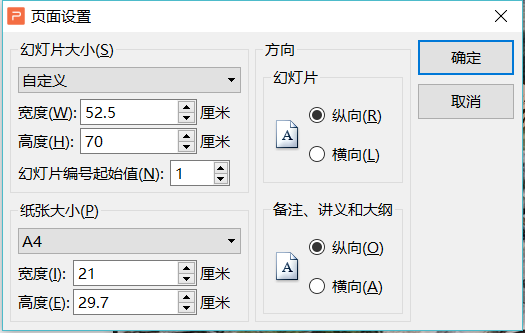 页面设置
幻灯片大小(S)
自定义
宽度(W): 52.5 厘米
高度(H): 70 厘米
幻灯片编号起始值(N): 1
纸张大小(P)
A4
宽度(I): 21 厘米
高度(E): 29.7 厘米
方向
幻灯片
A
纵向(R)
横向(L)
备注、讲义和大纲
A
纵向(O)
横向(A)
确定
取消